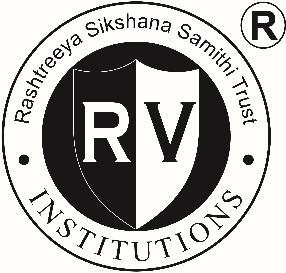 Rashtreeya Sikshana Samithi Trust
R
RV
INSTITUTIONS